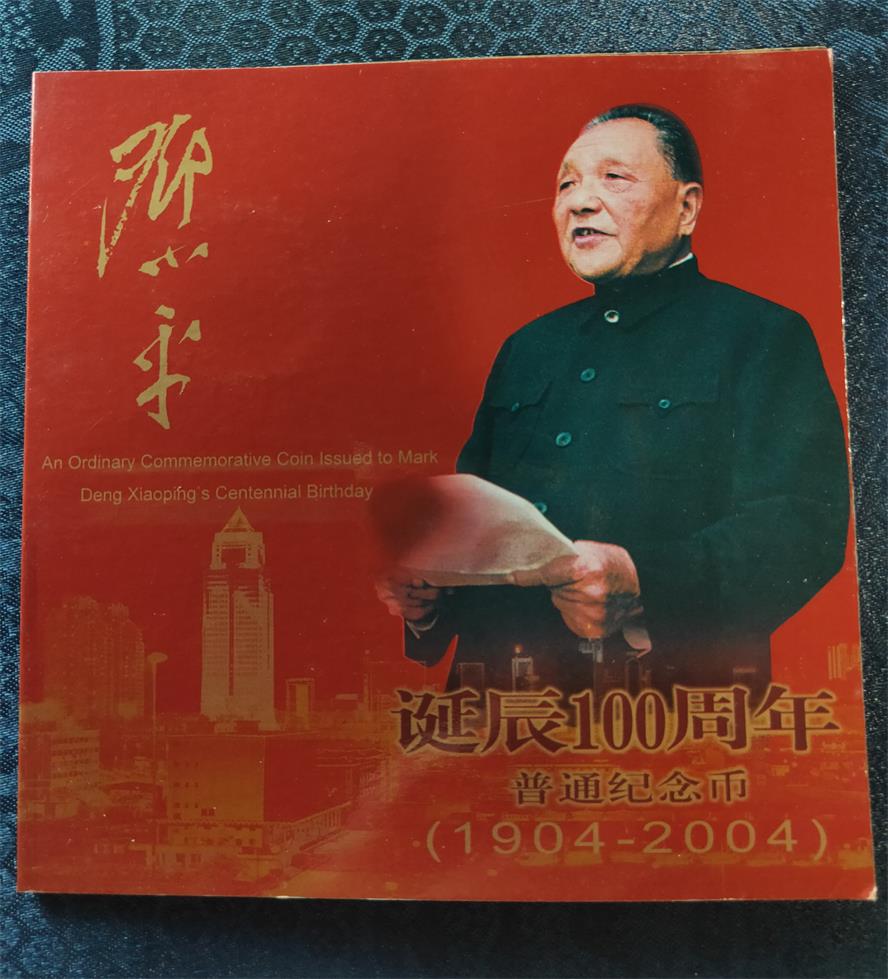 邓小平
An Ordinary Commemorative Coin Issued to Mark
Deng Xiaoping's Centennial Birthday
诞辰100周年
普通纪念币
(1904-2004)